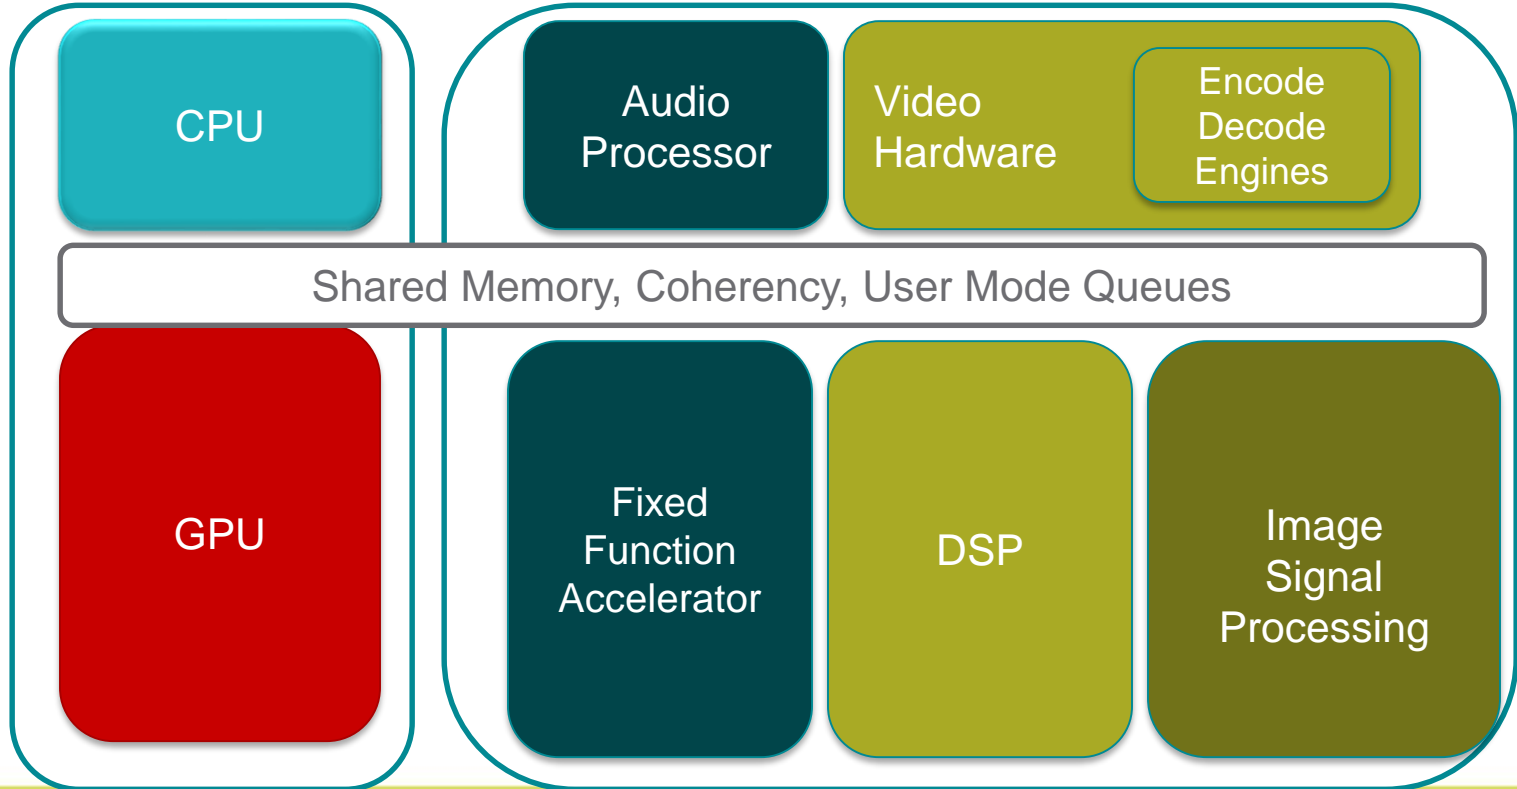 CPU
Audio
Processor
Video
Hardware
Encode
Decode
Engines
Shared Memory, Coherency, User Mode Queues
GPU
Fixed
Function
Accelerator
DSP
Image
Signal
Processing